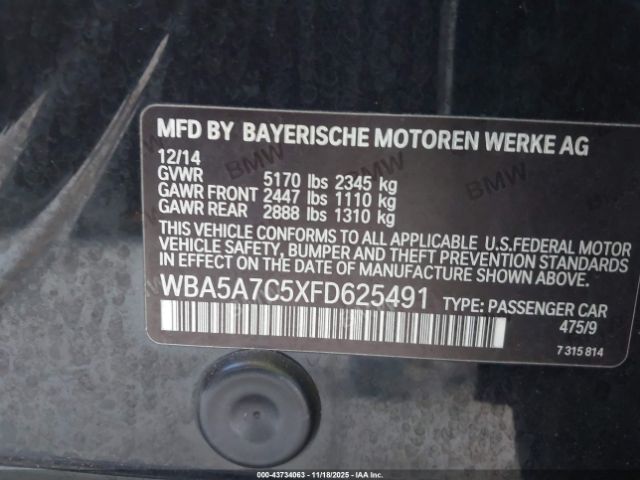 MFD BY BAYERISCHE MOTOREN WERKE AG
12/14
GVWR 5170 lbs 2345 kg
GAWR FRONT 2447 lbs 1110 kg
GAWR REAR 2888 lbs 1310 kg
THIS VEHICLE CONFORMS TO ALL APPLICABLE U.S.FEDERAL MOTOR
VEHICLE SAFETY, BUMPER AND THEFT PREVENTION STANDARDS
IN EFFECT ON THE DATE OF MANUFACTURE SHOWN ABOVE.
WBA5A7C5XFD625491 TYPE: PASSENGER CAR
475/9
7 315 814
000-43734063 11/18/2025 - IAAI.COM